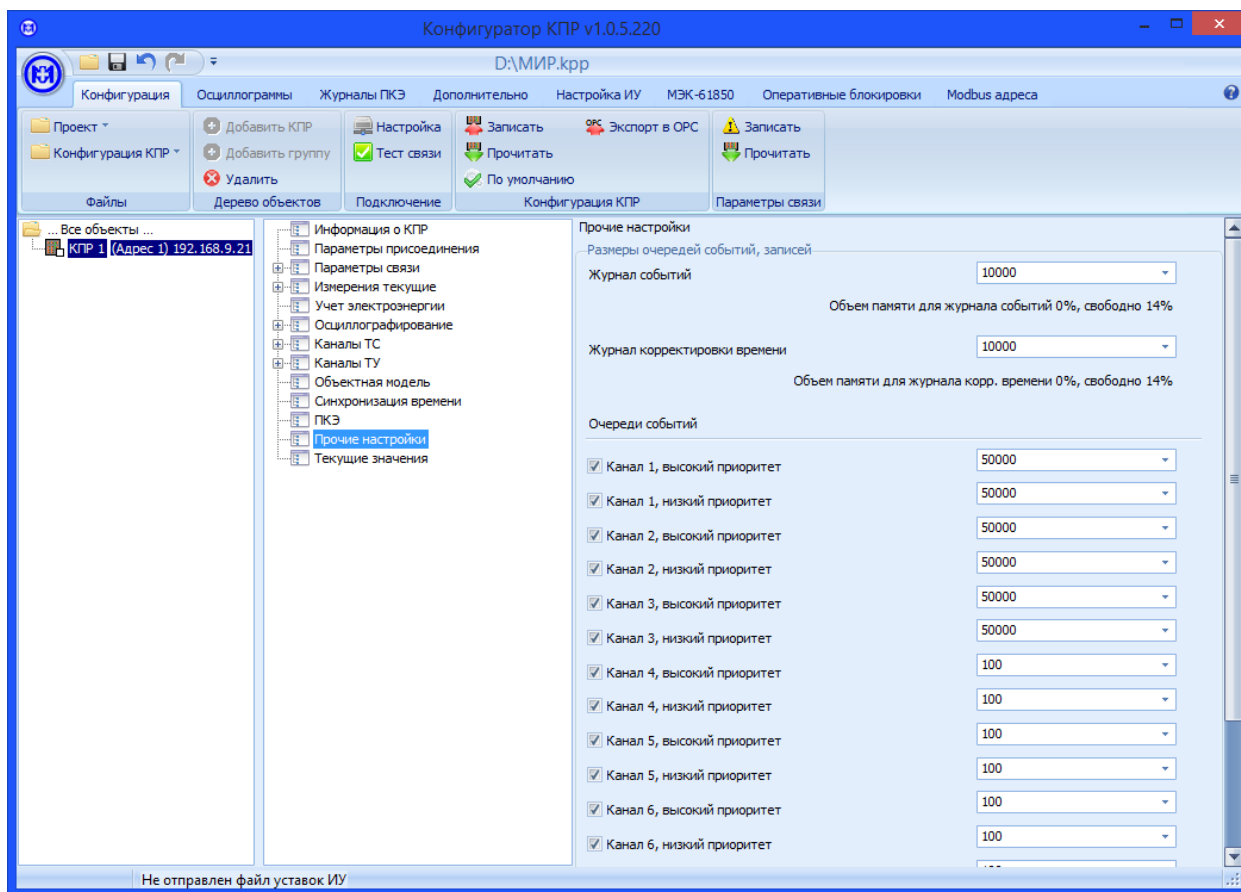 Конфигуратор КПР v1.0.5.220
D:\МИР.kpp
Конфигурация Осциллограммы Журналы ПКЭ Дополнительно Настройка ИУ МЭК-61850 Оперативные блокировки Modbus адреса
Проект Добавить КПР Настройка Записать Экспорт в OPC Записать
Конфигурация КПР Добавить группу Тест связи Прочитать Прочитать
Удалить По умолчанию
Файлы Дерево объектов Подключение Конфигурация КПР Параметры связи
... Все объекты ...
КПР 1 (Адрес 1) 192.168.9.21
Информация о КПР
Параметры присоединения
Параметры связи
Измерения текущие
Учет электроэнергии
Осциллографирование
Каналы ТС
Каналы ТУ
Объектная модель
Синхронизация времени
ПКЭ
Прочие настройки
Текущие значения
Прочие настройки
Размеры очередей событий, записей
Журнал событий 10000
Объем памяти для журнала событий 0%, свободно 14%
Журнал корректировки времени 10000
Объем памяти для журнала корр. времени 0%, свободно 14%
Очереди событий
Канал 1, высокий приоритет 50000
Канал 1, низкий приоритет 50000
Канал 2, высокий приоритет 50000
Канал 2, низкий приоритет 50000
Канал 3, высокий приоритет 50000
Канал 3, низкий приоритет 50000
Канал 4, высокий приоритет 100
Канал 4, низкий приоритет 100
Канал 5, высокий приоритет 100
Канал 5, низкий приоритет 100
Канал 6, высокий приоритет 100
Канал 6, низкий приоритет 100
Не отправлен файл уставок ИУ